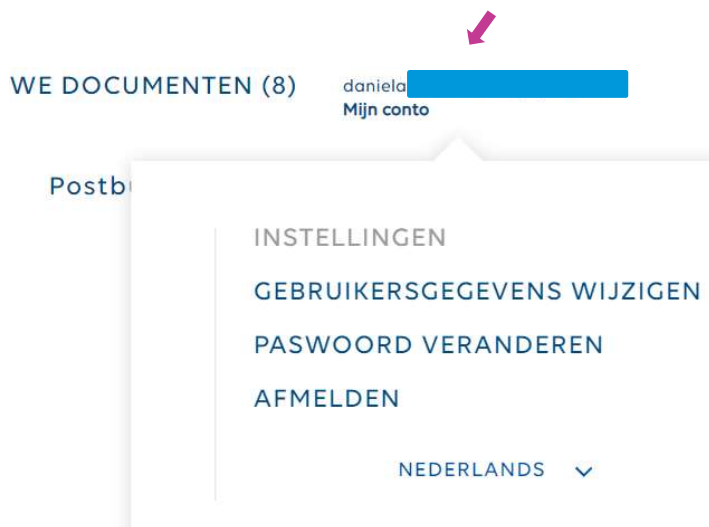 WE DOCUMENTEN (8)
daniela
Mijn conto
Postb
INSTELLINGEN
GEBRUIKERSGEGEVENS WIJZIGEN
PASWOORD VERANDEREN
AFMELDEN
NEDERLANDS